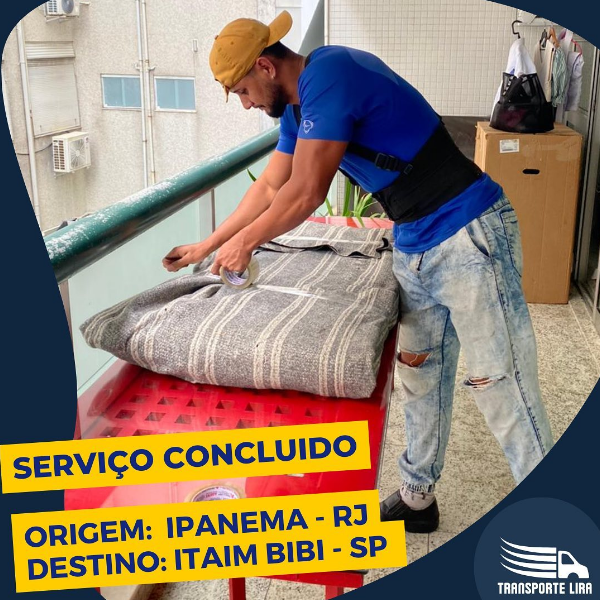 SERVIÇO CONCLUIDO
ORIGEM: IPANEMA - RJ
DESTINO: ITAIM BIBI - SP
TRANSPORTE LIRA